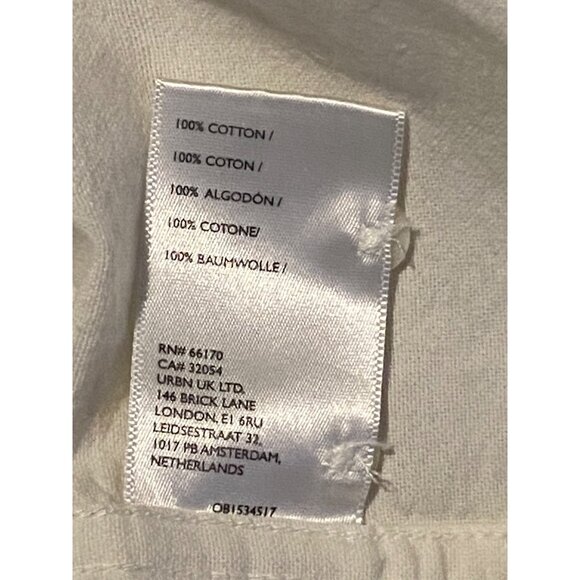 100% COTTON /
100% COTON /
100% ALGODÓN /
100% COTONE/
100% BAUMWOLLE /
RN# 66170
CA# 32054
URBN UK LTD.
146 BRICK LANE
LONDON, E1 6RU
LEIDSESTRAAT 32,
1017 PB AMSTERDAM,
NETHERLANDS
OB1534517